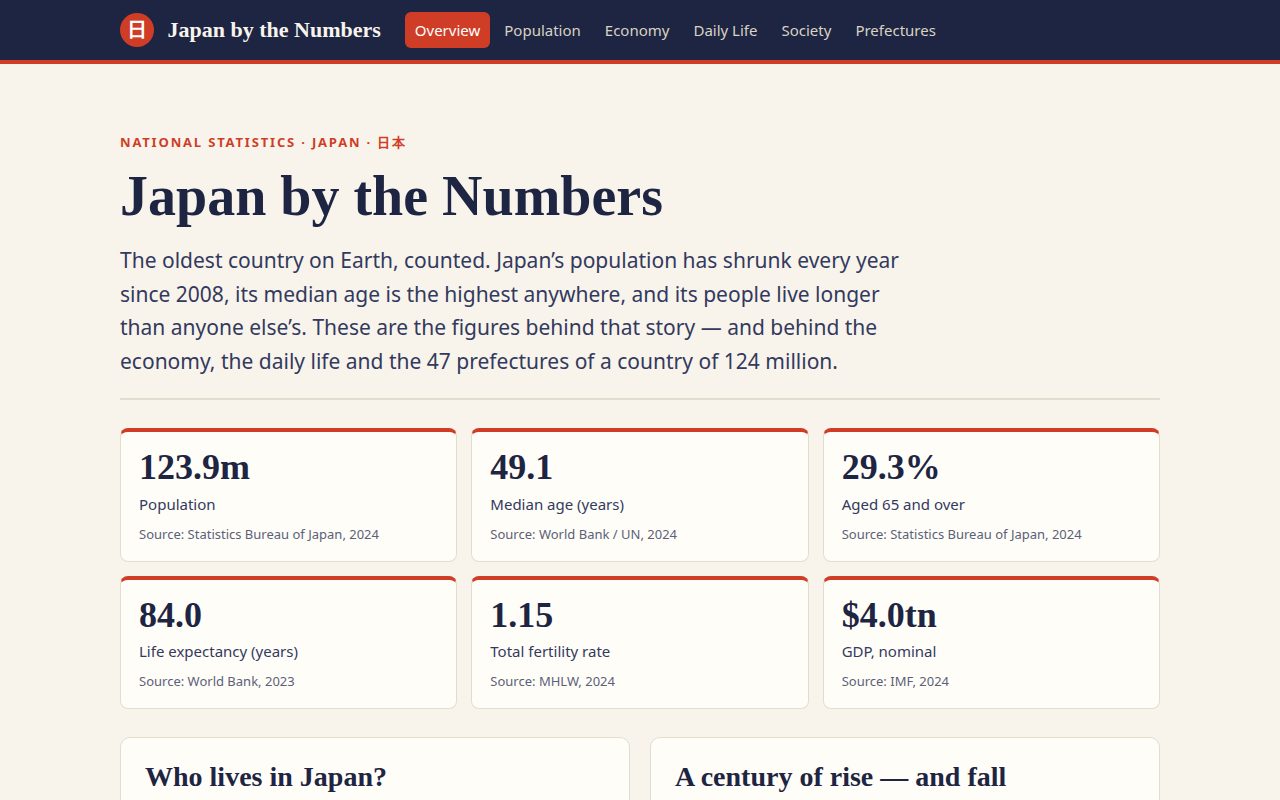 日 Japan by the Numbers Overview Population Economy Daily Life Society Prefectures
NATIONAL STATISTICS · JAPAN · 日本
Japan by the Numbers
The oldest country on Earth, counted. Japan’s population has shrunk every year
since 2008, its median age is the highest anywhere, and its people live longer
than anyone else’s. These are the figures behind that story — and behind the
economy, the daily life and the 47 prefectures of a country of 124 million.
123.9m
Population
Source: Statistics Bureau of Japan, 2024
49.1
Median age (years)
Source: World Bank / UN, 2024
29.3%
Aged 65 and over
Source: Statistics Bureau of Japan, 2024
84.0
Life expectancy (years)
Source: World Bank, 2023
1.15
Total fertility rate
Source: MHLW, 2024
$4.0tn
GDP, nominal
Source: IMF, 2024
Who lives in Japan?
A century of rise — and fall